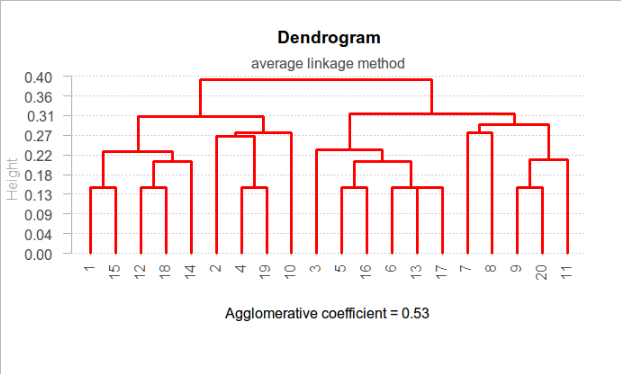 Dendrogram
average linkage method
Height
0.40
0.36
0.31
0.27
0.22
0.18
0.13
0.09
0.04
0.00
1 15 12 18 14 2 4 19 10 3 5 16 6 13 17 7 8 9 20 11
Agglomerative coefficient = 0.53